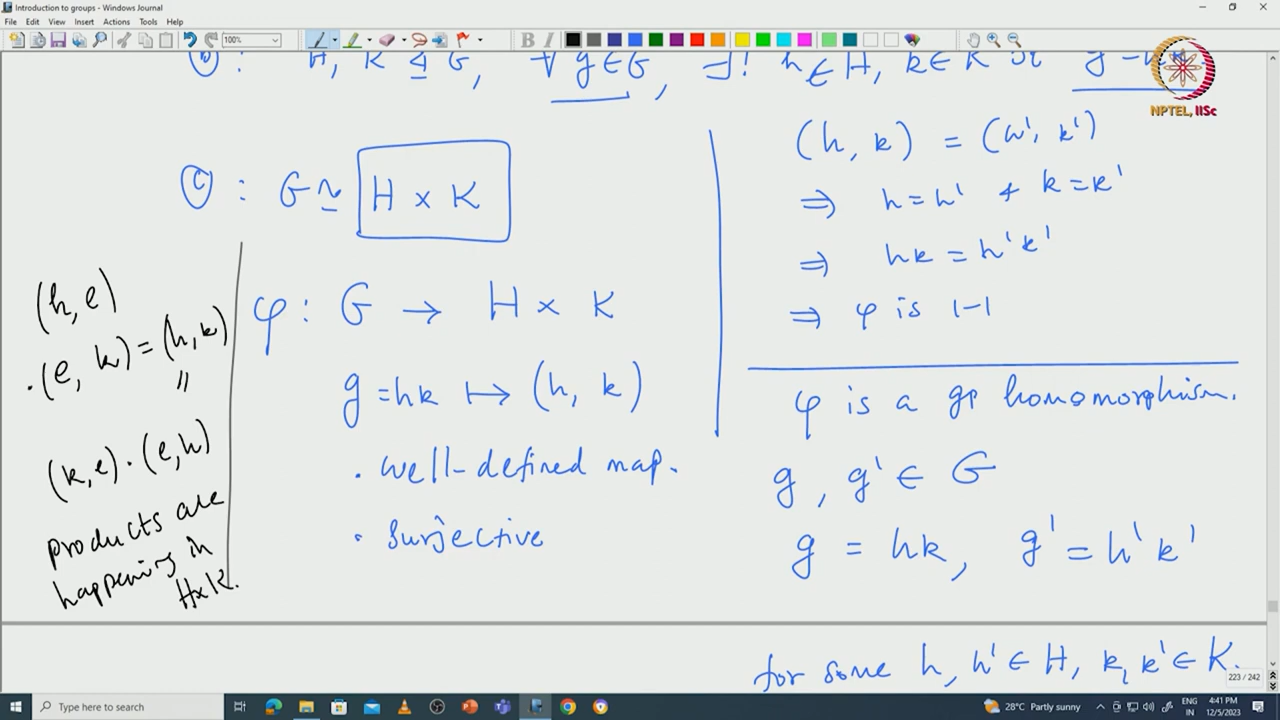 Introduction to groups - Windows Journal
File Edit View Insert Actions Tools Help
100%
B I
NPTEL, IISc
ⓑ : H, K ⊴ G, ∀ g ∈ G, ∃! h ∈ H, k ∈ K s.t. g = hk
ⓒ : G ≃ H × K
φ : G → H × K
g = hk ↦ (h, k)
. well-defined map.
. Surjective
(h, e)
.(e, k) = (h, k)
||
(k, e) . (e, h)
products are
happening in
H×K.
(h, k) = (h', k')
⇒ h = h' & k = k'
⇒ hk = h'k'
⇒ φ is 1-1
φ is a gp homomorphism.
g, g' ∈ G
g = hk, g' = h'k'
for some h, h' ∈ H, k, k' ∈ K.
223 / 242
Type here to search
28°C Partly sunny
ENG
IN
4:41 PM
12/5/2023